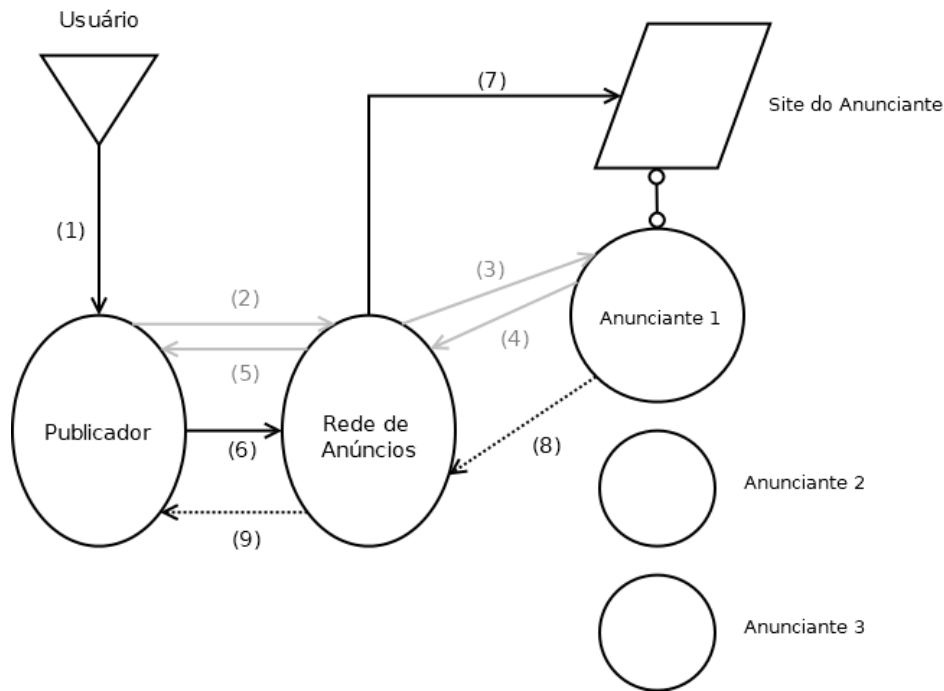 Usuário
(7)
Site do Anunciante
(1)
(2)
(3)
(4)
Anunciante 1
(5)
Publicador
(6)
Rede de
Anúncios
(8)
(9)
Anunciante 2
Anunciante 3